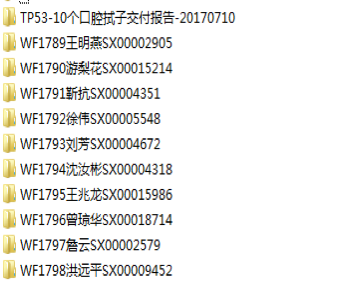 TP53-10个口腔拭子交付报告-20170710
WF1789王明燕SX00002905
WF1790游梨花SX00015214
WF1791靳抗SX00004351
WF1792徐伟SX00005548
WF1793刘芳SX00004672
WF1794沈汝彬SX00004318
WF1795王兆龙SX00015986
WF1796曾琼华SX00018714
WF1797詹云SX00002579
WF1798洪远平SX00009452